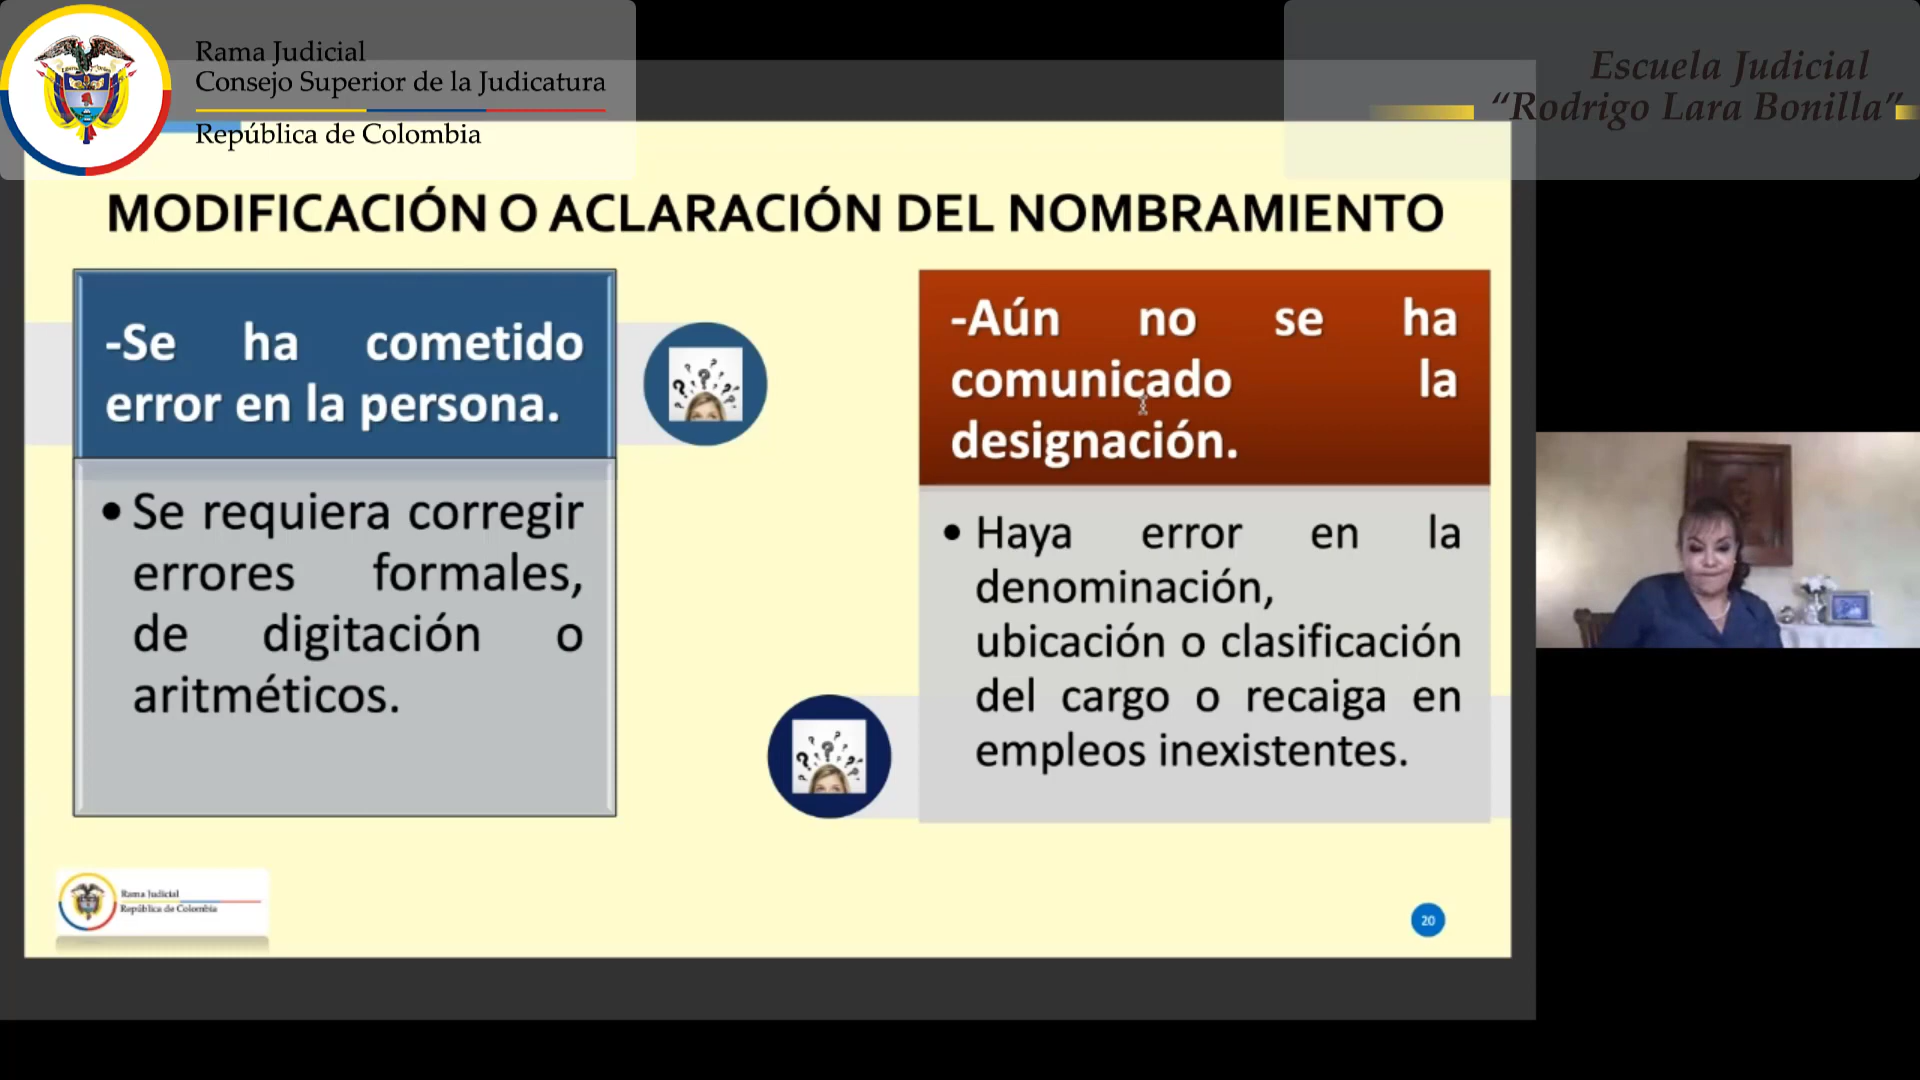 Rama Judicial
Consejo Superior de la Judicatura
República de Colombia
Escuela Judicial
“Rodrigo Lara Bonilla”
MODIFICACIÓN O ACLARACIÓN DEL NOMBRAMIENTO
-Se ha cometido
error en la persona.
• Se requiera corregir
errores formales,
de digitación o
aritméticos.
-Aún no se ha
comunicado la
designación.
• Haya error en la
denominación,
ubicación o clasificación
del cargo o recaiga en
empleos inexistentes.
Rama Judicial
República de Colombia
20